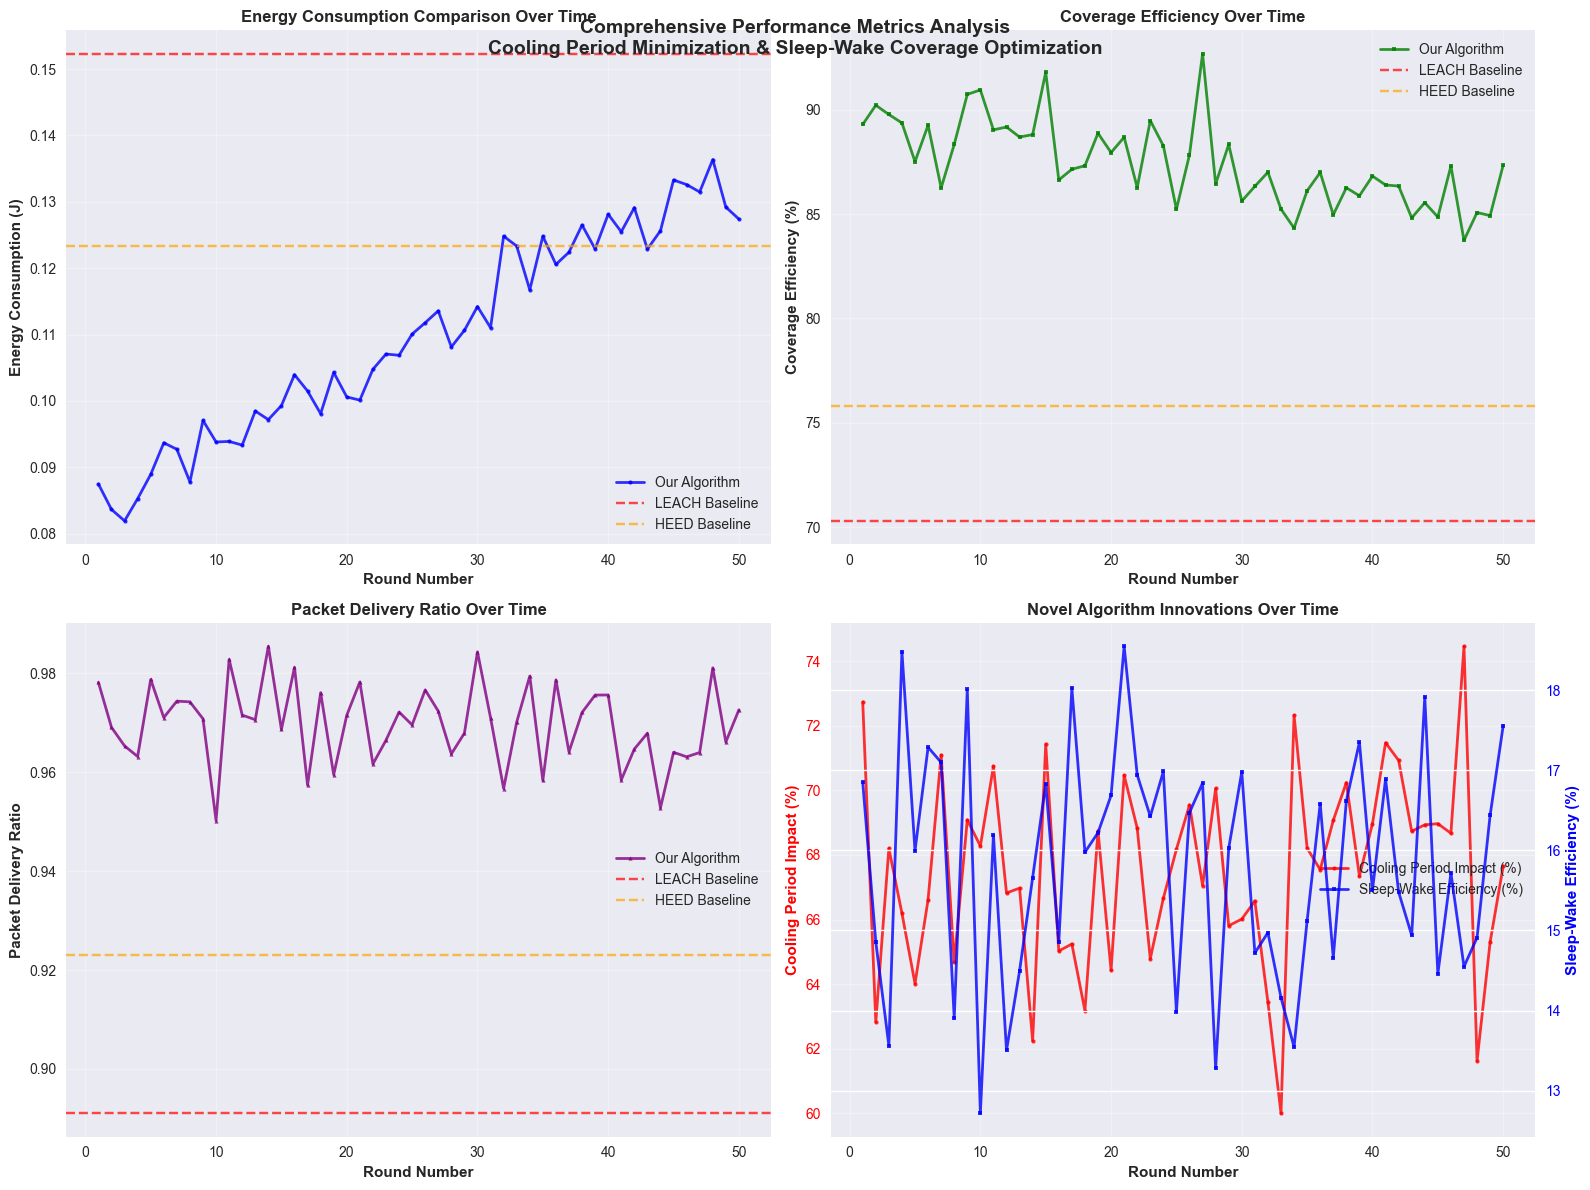 Comprehensive Performance Metrics Analysis
Cooling Period Minimization & Sleep-Wake Coverage Optimization
Energy Consumption Comparison Over Time
Energy Consumption (J)
0.15
0.14
0.13
0.12
0.11
0.10
0.09
0.08
Our Algorithm
LEACH Baseline
HEED Baseline
0 10 20 30 40 50
Round Number
Coverage Efficiency Over Time
Coverage Efficiency (%)
90
85
80
75
70
Our Algorithm
LEACH Baseline
HEED Baseline
0 10 20 30 40 50
Round Number
Packet Delivery Ratio Over Time
Packet Delivery Ratio
0.98
0.96
0.94
0.92
0.90
Our Algorithm
LEACH Baseline
HEED Baseline
0 10 20 30 40 50
Round Number
Novel Algorithm Innovations Over Time
Cooling Period Impact (%)
74
72
70
68
66
64
62
60
Cooling Period Impact (%)
Sleep-Wake Efficiency (%)
18
17
16
15
14
13
Sleep-Wake Efficiency (%)
0 10 20 30 40 50
Round Number